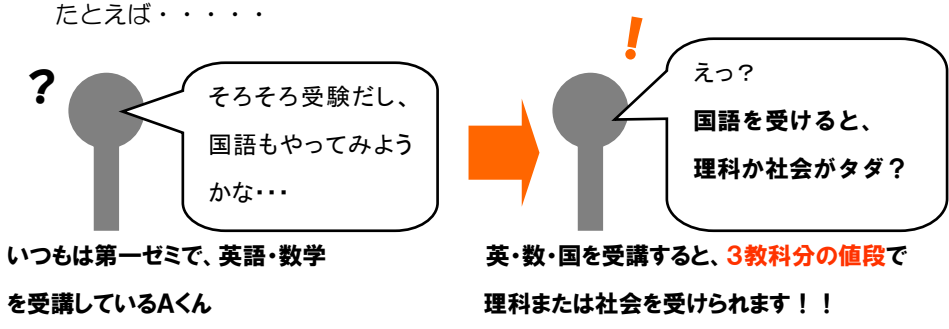 たとえば・・・・・
?
そろそろ受験だし、
国語もやってみよう
かな・・・
!
えっ？
国語を受けると、
理科か社会がタダ？
いつもは第一ゼミで、英語・数学
を受講しているAくん
英・数・国を受講すると、3教科分の値段で
理科または社会を受けられます！！